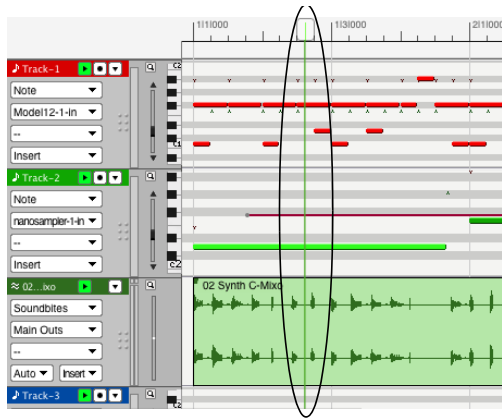 1|1|000
1|3|000
2|1|000
Track-1
c2
Note
Model12-1-in
--
Insert
c1
Track-2
Note
nanosampler-1-in
--
Insert
c2
02...ixo
Soundbites
Main Outs
--
Auto
Insert
02 Synth C-Mixo
Track-3
c2